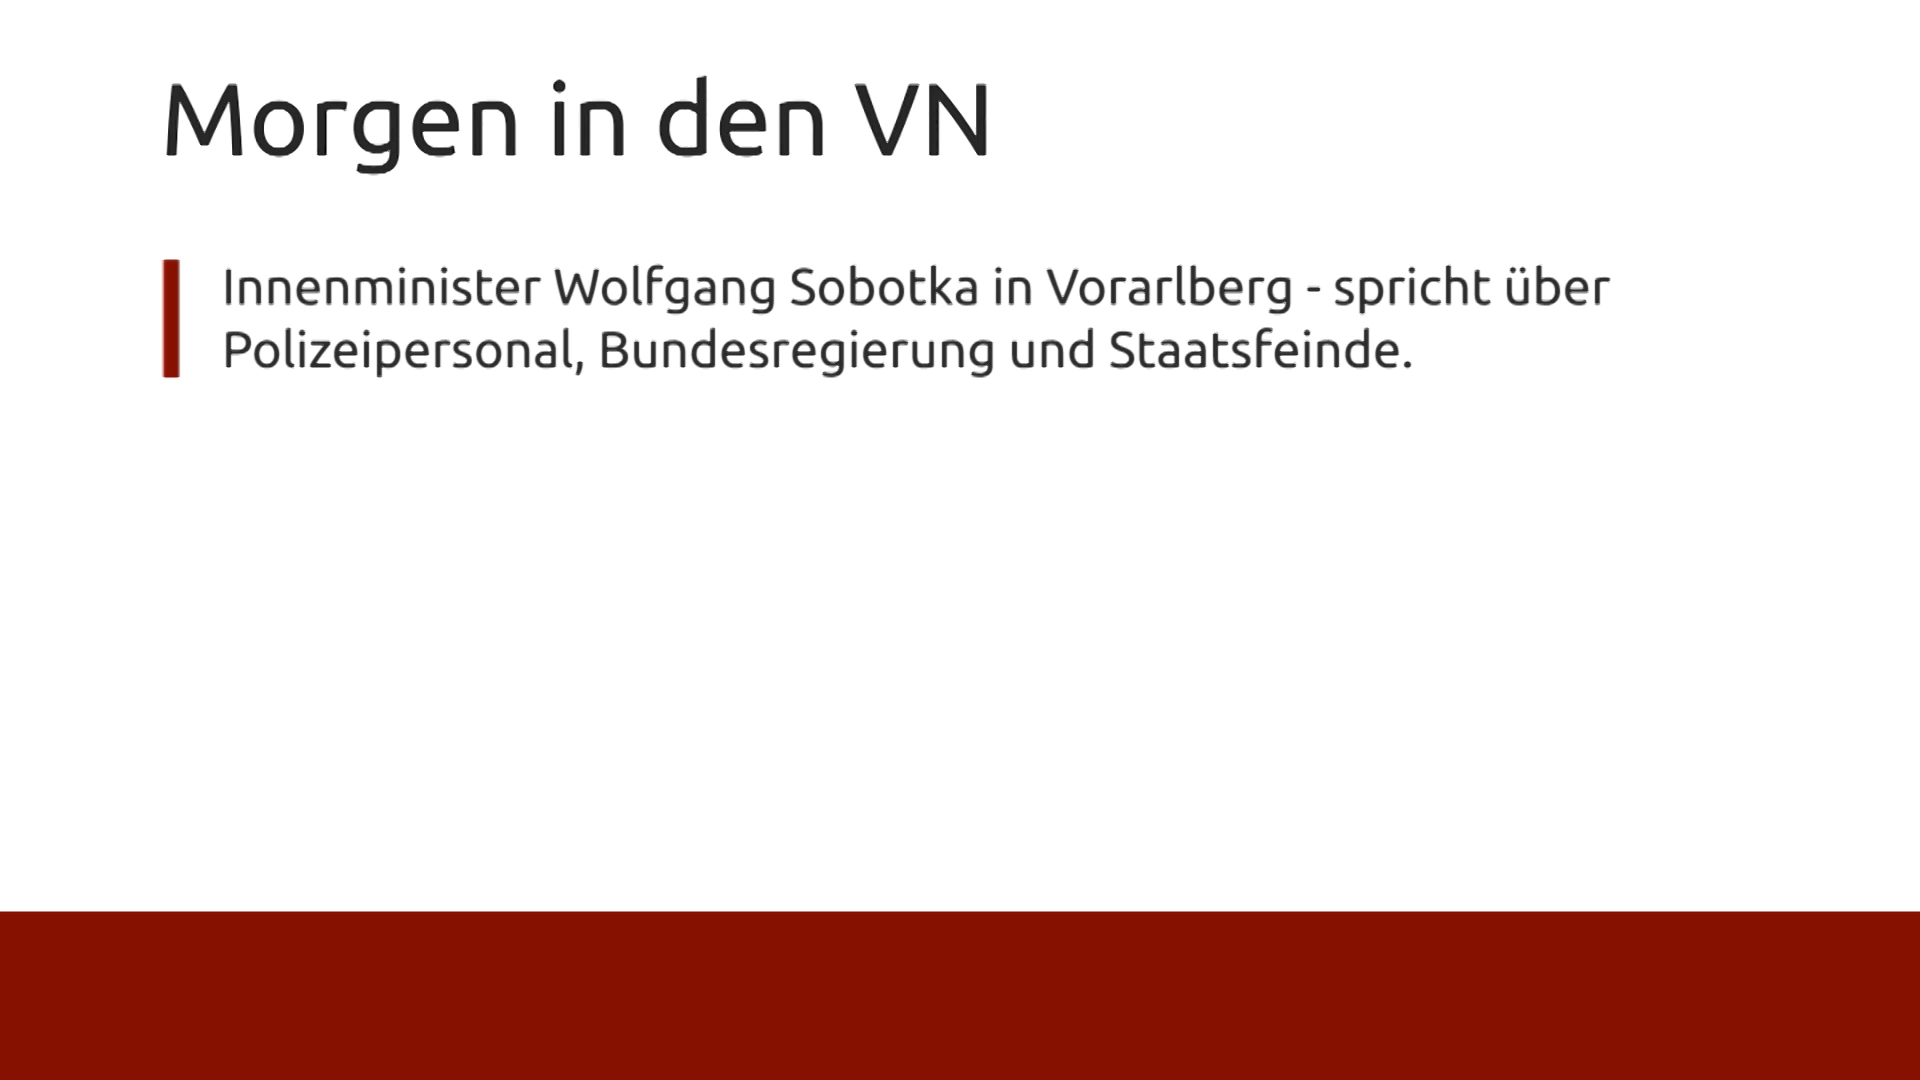 Morgen in den VN
Innenminister Wolfgang Sobotka in Vorarlberg - spricht über
Polizeipersonal, Bundesregierung und Staatsfeinde.